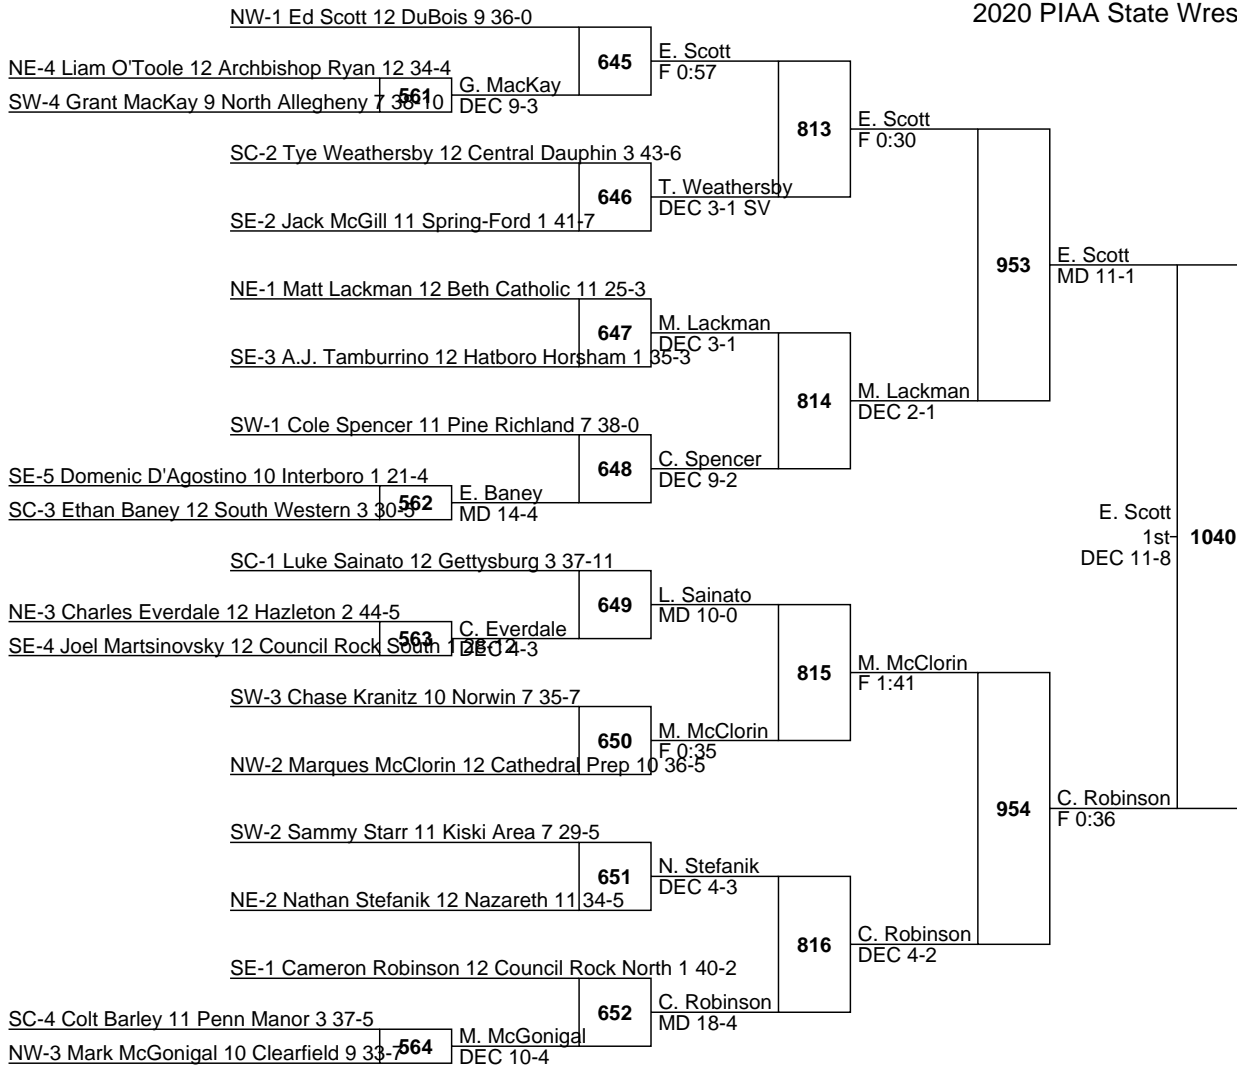 2020 PIAA State Wres
NW-1 Ed Scott 12 DuBois 9 36-0
645
E. Scott
F 0:57
NE-4 Liam O'Toole 12 Archbishop Ryan 12 34-4
561
G. MacKay
DEC 9-3
SW-4 Grant MacKay 9 North Allegheny 7 38-10
813
E. Scott
F 0:30
SC-2 Tye Weathersby 12 Central Dauphin 3 43-6
646
T. Weathersby
DEC 3-1 SV
SE-2 Jack McGill 11 Spring-Ford 1 41-7
953
E. Scott
MD 11-1
NE-1 Matt Lackman 12 Beth Catholic 11 25-3
647
M. Lackman
DEC 3-1
SE-3 A.J. Tamburrino 12 Hatboro Horsham 1 35-3
814
M. Lackman
DEC 2-1
SW-1 Cole Spencer 11 Pine Richland 7 38-0
648
C. Spencer
DEC 9-2
SE-5 Domenic D'Agostino 10 Interboro 1 21-4
562
E. Baney
MD 14-4
SC-3 Ethan Baney 12 South Western 3 30-5
E. Scott
1st
1040
DEC 11-8
SC-1 Luke Sainato 12 Gettysburg 3 37-11
649
L. Sainato
MD 10-0
NE-3 Charles Everdale 12 Hazleton 2 44-5
563
C. Everdale
DEC 4-3
SE-4 Joel Martsinovsky 12 Council Rock South 1
815
M. McClorin
F 1:41
SW-3 Chase Kranitz 10 Norwin 7 35-7
650
M. McClorin
F 0:35
NW-2 Marques McClorin 12 Cathedral Prep 10 36-5
954
C. Robinson
F 0:36
SW-2 Sammy Starr 11 Kiski Area 7 29-5
651
N. Stefanik
DEC 4-3
NE-2 Nathan Stefanik 12 Nazareth 11 34-5
816
C. Robinson
DEC 4-2
SE-1 Cameron Robinson 12 Council Rock North 1 40-2
652
C. Robinson
MD 18-4
SC-4 Colt Barley 11 Penn Manor 3 37-5
564
M. McGonigal
DEC 10-4
NW-3 Mark McGonigal 10 Clearfield 9 33-7